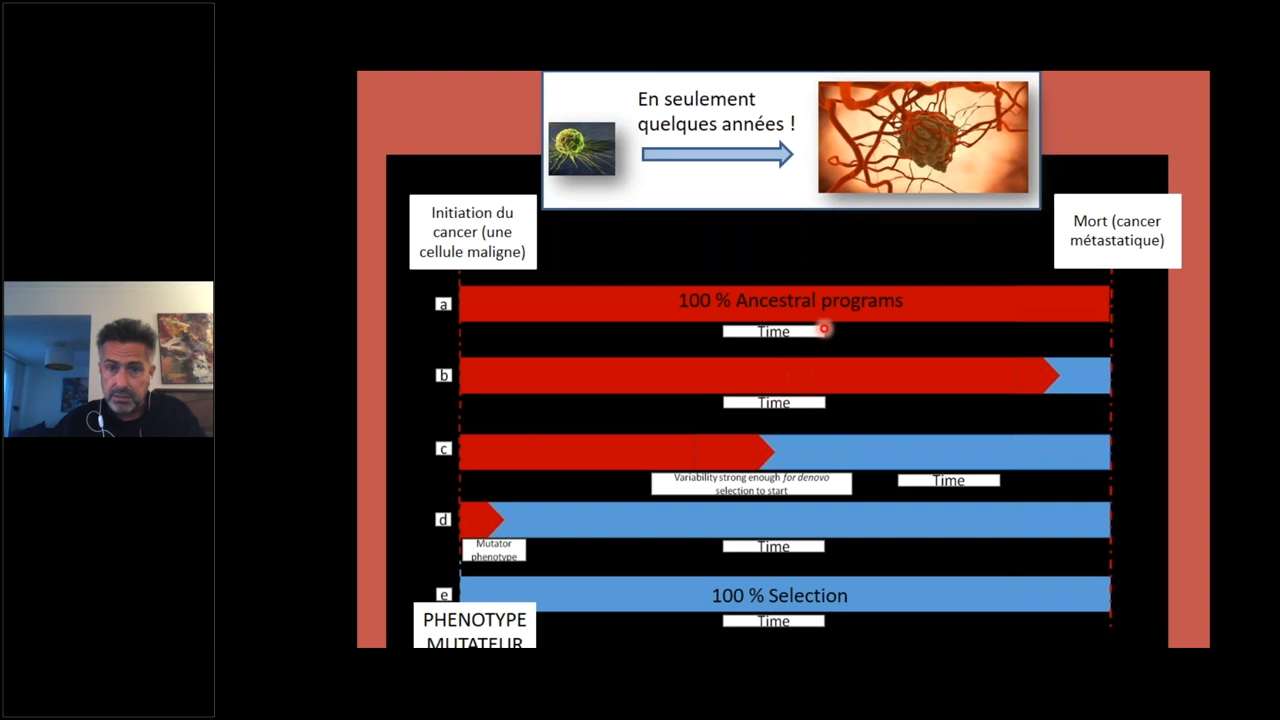 En seulement
quelques années !
Initiation du
cancer (une
cellule maligne)
Mort (cancer
métastatique)
a
100 % Ancestral programs
Time
b
Time
c
Variability strong enough for denovo
selection to start
Time
d
Mutator
phenotype
Time
e
100 % Selection
Time
PHENOTYPE
MUTATEUR